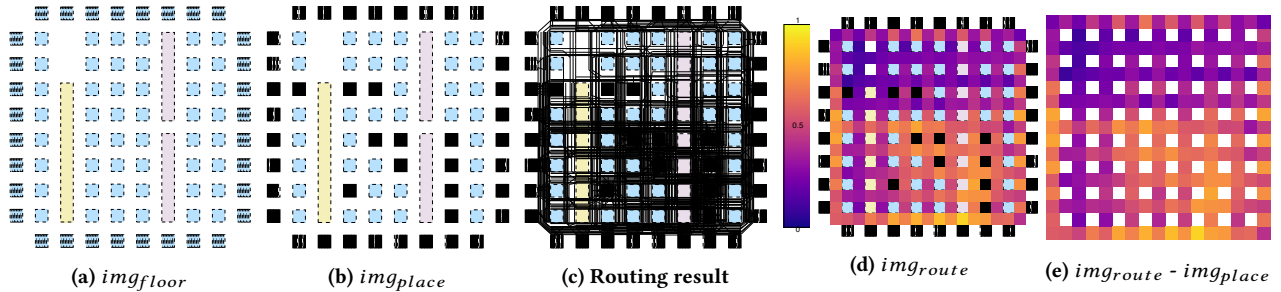 1
0.5
0
(a) img_floor
(b) img_place
(c) Routing result
(d) img_route
(e) img_route - img_place